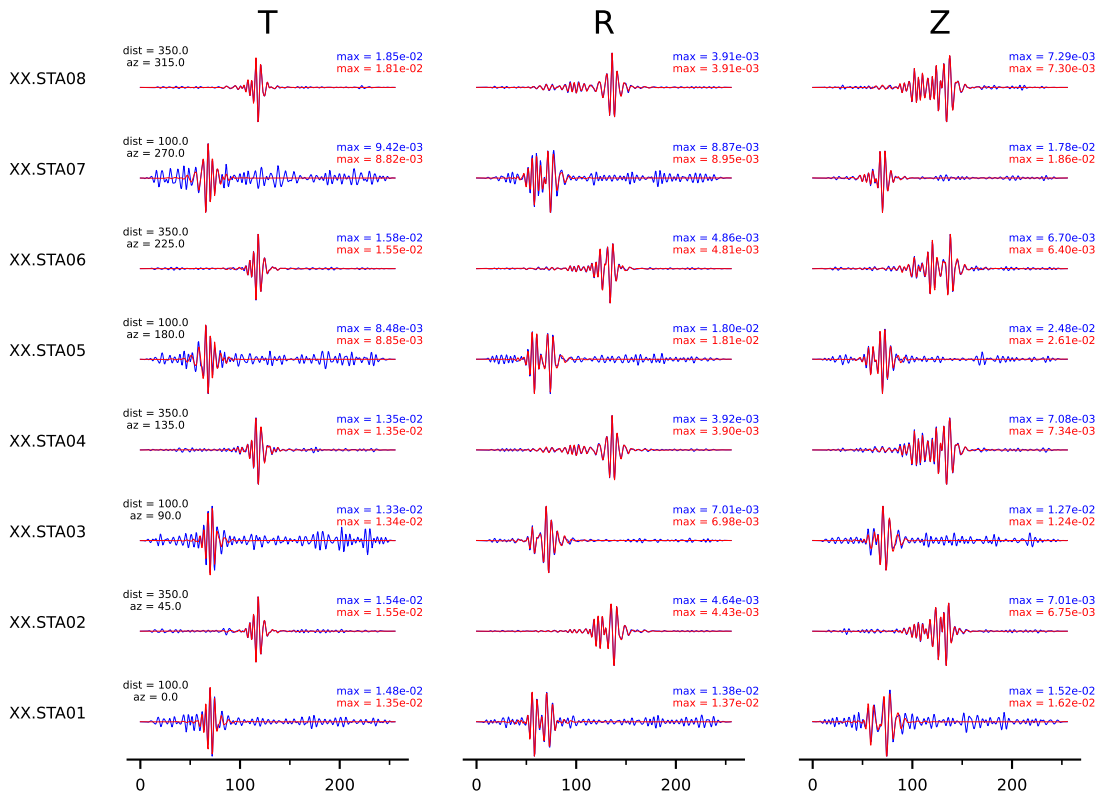 T R Z
XX.STA08
dist = 350.0
az = 315.0
max = 1.85e-02
max = 1.81e-02
max = 3.91e-03
max = 3.91e-03
max = 7.29e-03
max = 7.30e-03
XX.STA07
dist = 100.0
az = 270.0
max = 9.42e-03
max = 8.82e-03
max = 8.87e-03
max = 8.95e-03
max = 1.78e-02
max = 1.86e-02
XX.STA06
dist = 350.0
az = 225.0
max = 1.58e-02
max = 1.55e-02
max = 4.86e-03
max = 4.81e-03
max = 6.70e-03
max = 6.40e-03
XX.STA05
dist = 100.0
az = 180.0
max = 8.48e-03
max = 8.85e-03
max = 1.80e-02
max = 1.81e-02
max = 2.48e-02
max = 2.61e-02
XX.STA04
dist = 350.0
az = 135.0
max = 1.35e-02
max = 1.35e-02
max = 3.92e-03
max = 3.90e-03
max = 7.08e-03
max = 7.34e-03
XX.STA03
dist = 100.0
az = 90.0
max = 1.33e-02
max = 1.34e-02
max = 7.01e-03
max = 6.98e-03
max = 1.27e-02
max = 1.24e-02
XX.STA02
dist = 350.0
az = 45.0
max = 1.54e-02
max = 1.55e-02
max = 4.64e-03
max = 4.43e-03
max = 7.01e-03
max = 6.75e-03
XX.STA01
dist = 100.0
az = 0.0
max = 1.48e-02
max = 1.35e-02
max = 1.38e-02
max = 1.37e-02
max = 1.52e-02
max = 1.62e-02
0 100 200 0 100 200 0 100 200